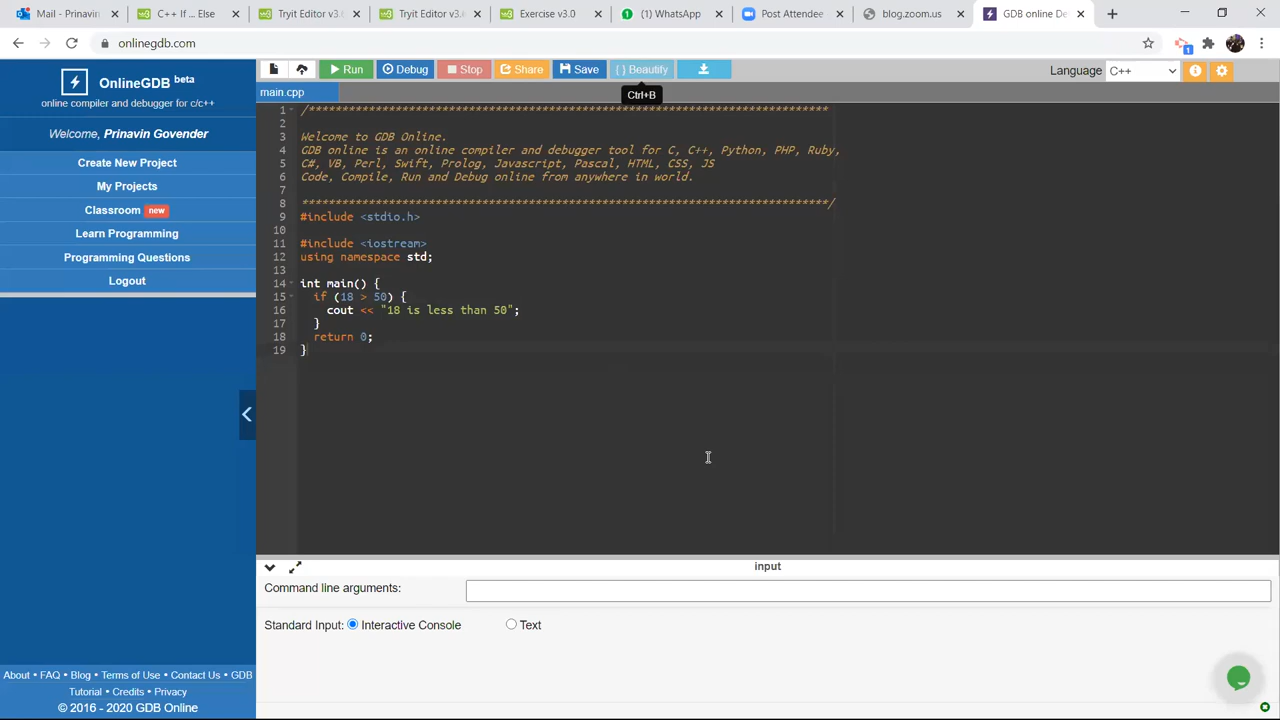 Mail - Prinavin
C++ If ... Else
Tryit Editor v3.
Tryit Editor v3.
Exercise v3.0
(1) WhatsApp
Post Attendee
blog.zoom.us
GDB online De
onlinegdb.com
1
OnlineGDB beta
online compiler and debugger for c/c++
Welcome, Prinavin Govender
Create New Project
My Projects
Classroom new
Learn Programming
Programming Questions
Logout
Run
Debug
Stop
Share
Save
{ } Beautify
Language C++
Ctrl+B
main.cpp
1 /******************************************************************************
2
3 Welcome to GDB Online.
4 GDB online is an online compiler and debugger tool for C, C++, Python, PHP, Ruby,
5 C#, VB, Perl, Swift, Prolog, Javascript, Pascal, HTML, CSS, JS
6 Code, Compile, Run and Debug online from anywhere in world.
7
8 *******************************************************************************/
9 #include <stdio.h>
10
11 #include <iostream>
12 using namespace std;
13
14 int main() {
15 if (18 > 50) {
16 cout << "18 is less than 50";
17 }
18 return 0;
19 }
input
Command line arguments:
Standard Input: Interactive Console Text
About • FAQ • Blog • Terms of Use • Contact Us • GDB
Tutorial • Credits • Privacy
© 2016 - 2020 GDB Online